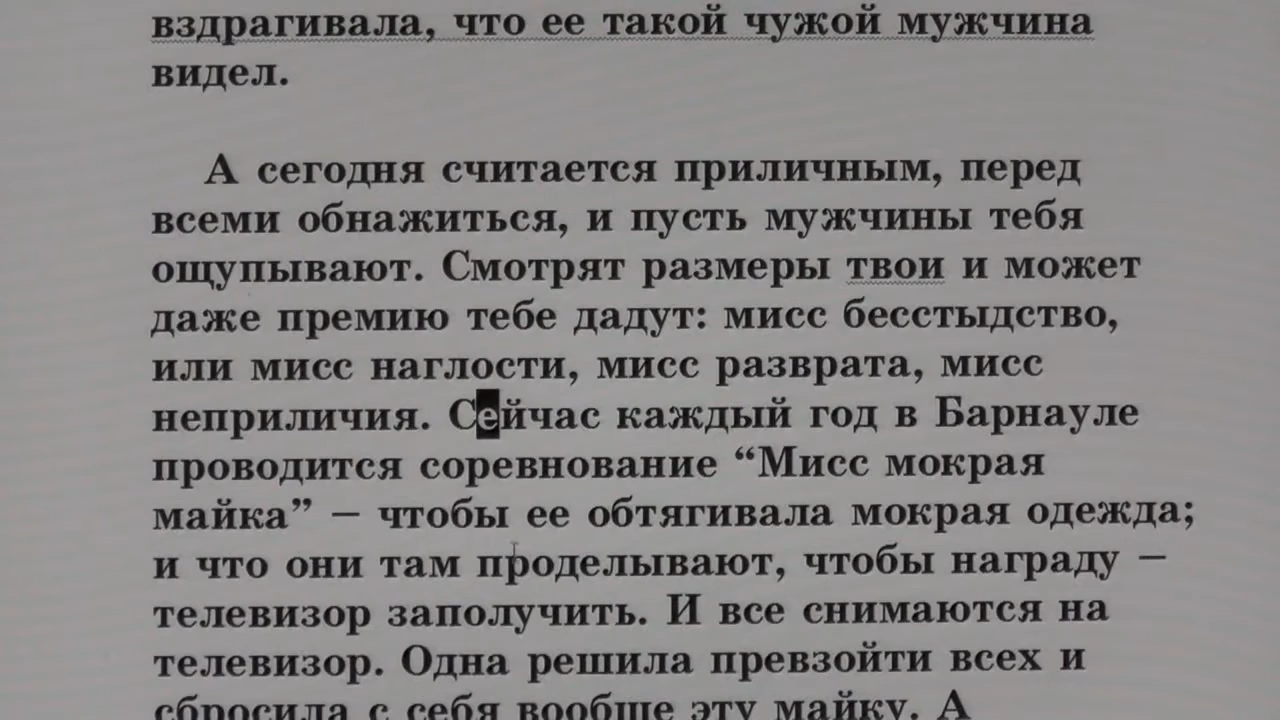 вздрагивала, что ее такой чужой мужчина
видел.
А сегодня считается приличным, перед
всеми обнажиться, и пусть мужчины тебя
ощупывают. Смотрят размеры твои и может
даже премию тебе дадут: мисс бесстыдство,
или мисс наглости, мисс разврата, мисс
неприличия. Сейчас каждый год в Барнауле
проводится соревнование “Мисс мокрая
майка” – чтобы ее обтягивала мокрая одежда;
и что они там проделывают, чтобы награду –
телевизор заполучить. И все снимаются на
телевизор. Одна решила превзойти всех и
сбросила с себя вообще эту майку. А